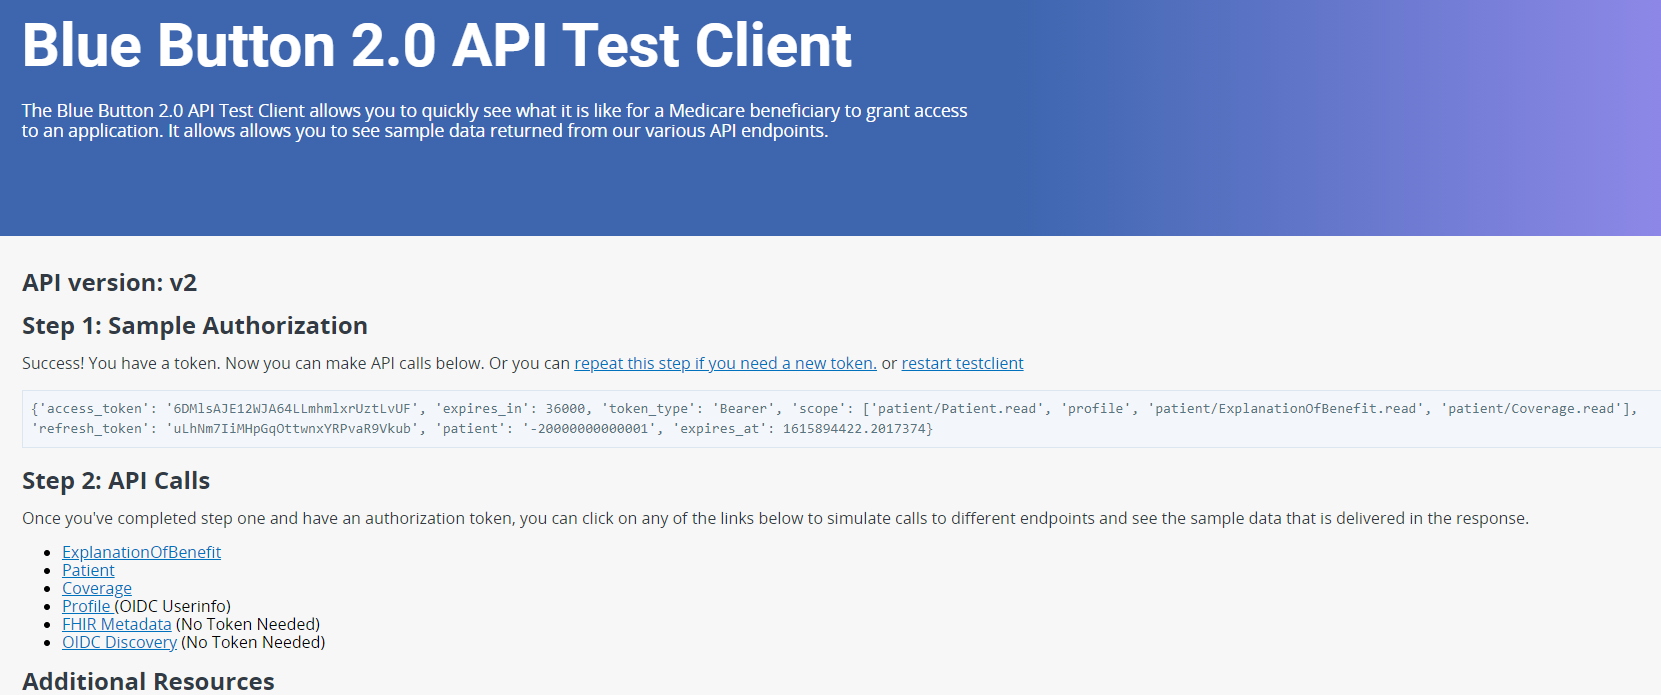 Blue Button 2.0 API Test Client
The Blue Button 2.0 API Test Client allows you to quickly see what it is like for a Medicare beneficiary to grant access
to an application. It allows allows you to see sample data returned from our various API endpoints.
API version: v2
Step 1: Sample Authorization
Success! You have a token. Now you can make API calls below. Or you can repeat this step if you need a new token. or restart testclient
{'access_token': '6DMlsAJE12WJA64LLmhmlxrUztLvUF', 'expires_in': 36000, 'token_type': 'Bearer', 'scope': ['patient/Patient.read', 'profile', 'patient/ExplanationOfBenefit.read', 'patient/Coverage.read'],
'refresh_token': 'uLhNm7IiMHpGqOttwnxYRPvaR9Vkub', 'patient': '-20000000000001', 'expires_at': 1615894422.2017374}
Step 2: API Calls
Once you've completed step one and have an authorization token, you can click on any of the links below to simulate calls to different endpoints and see the sample data that is delivered in the response.
• ExplanationOfBenefit
• Patient
• Coverage
• Profile (OIDC Userinfo)
• FHIR Metadata (No Token Needed)
• OIDC Discovery (No Token Needed)
Additional Resources